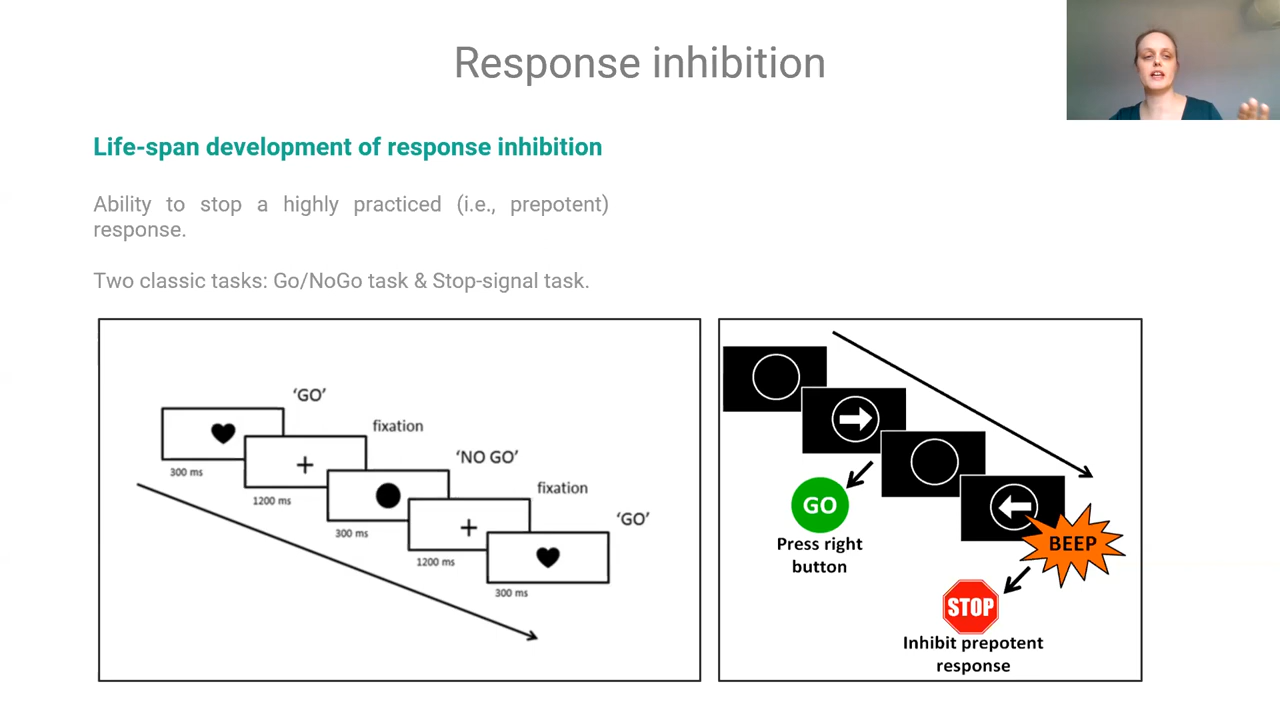 Response inhibition
Life-span development of response inhibition
Ability to stop a highly practiced (i.e., prepotent)
response.
Two classic tasks: Go/NoGo task & Stop-signal task.
‘GO’
fixation
300 ms
‘NO GO’
1200 ms
fixation
300 ms
‘GO’
1200 ms
300 ms
GO
Press right
button
BEEP
STOP
Inhibit prepotent
response